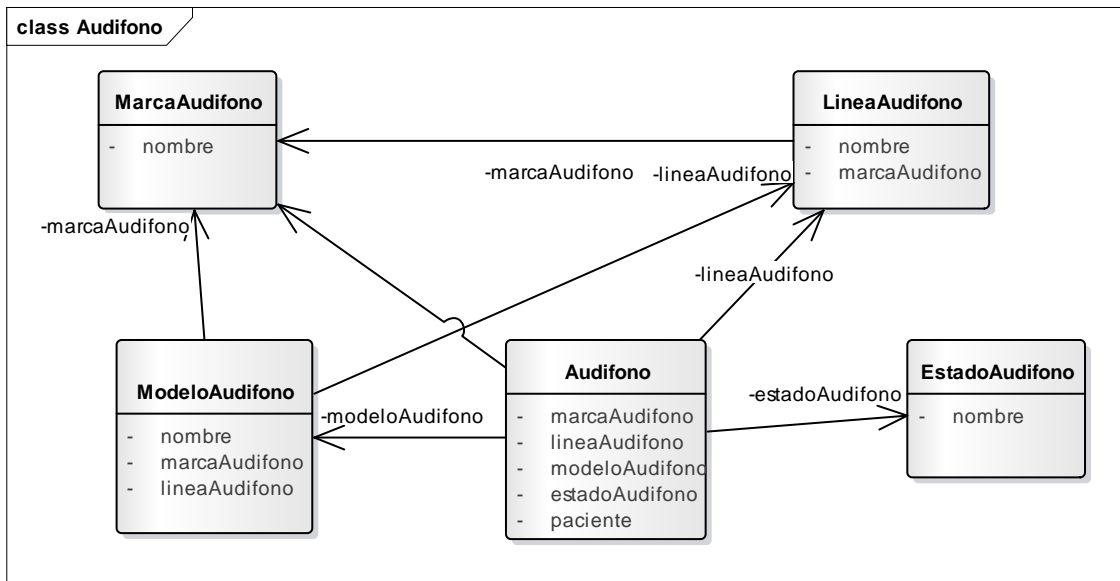 class Audifono
MarcaAudifono
- nombre
LineaAudifono
- nombre
- marcaAudifono
-marcaAudifono
-lineaAudifono
-marcaAudifono
-lineaAudifono
ModeloAudifono
- nombre
- marcaAudifono
- lineaAudifono
-modeloAudifono
Audifono
- marcaAudifono
- lineaAudifono
- modeloAudifono
- estadoAudifono
- paciente
-estadoAudifono
EstadoAudifono
- nombre